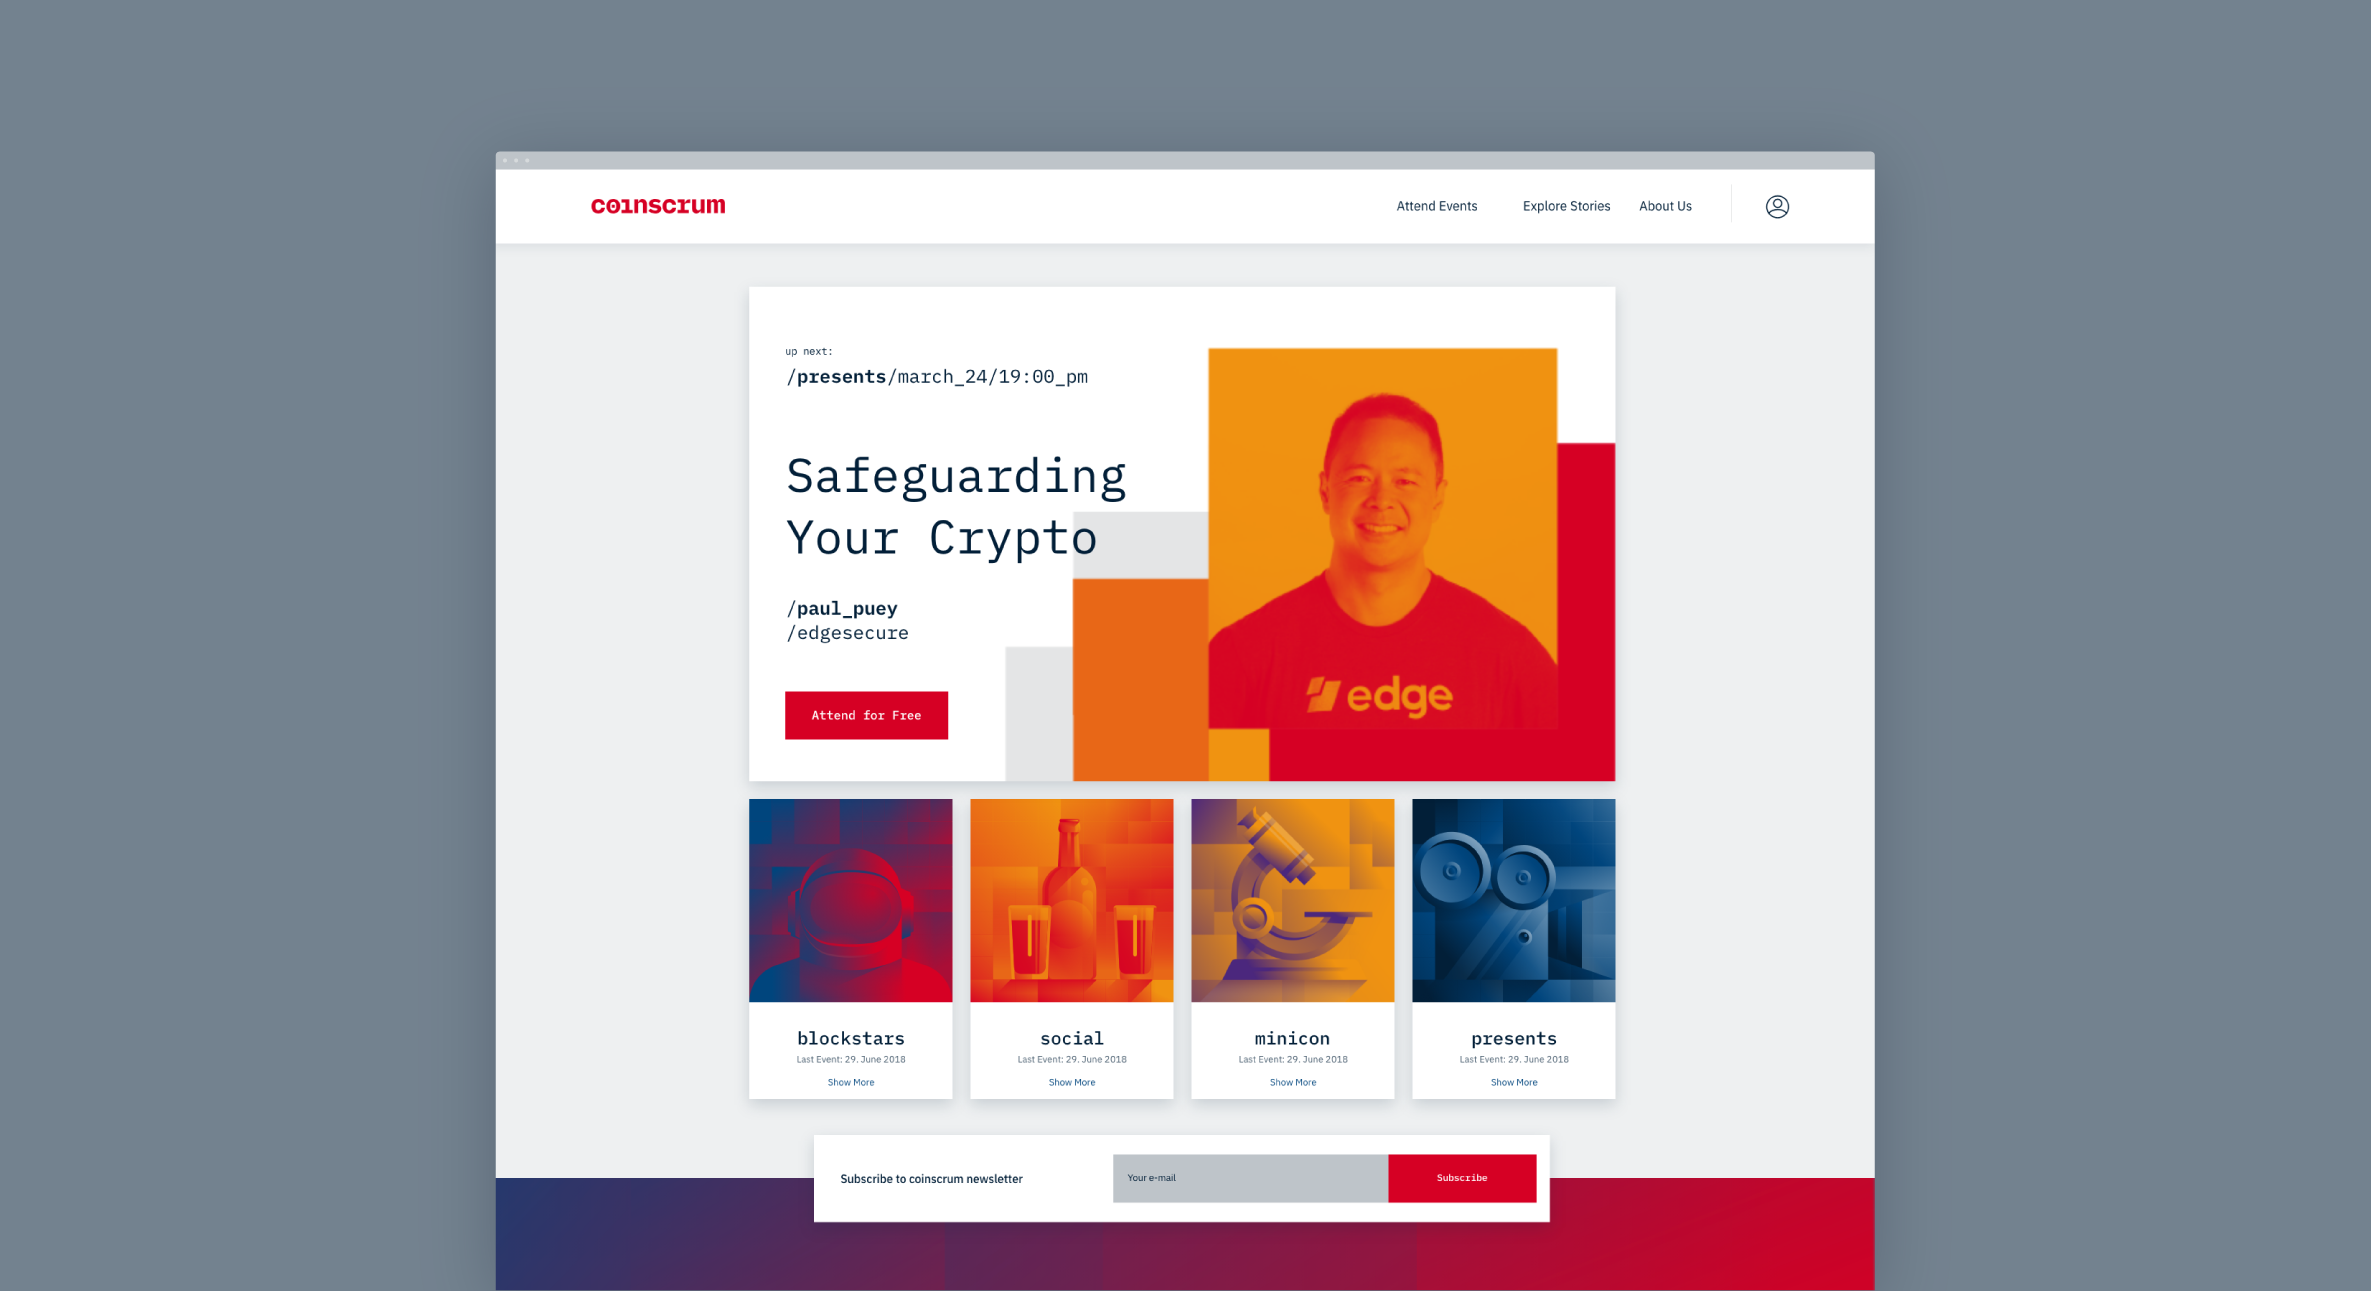 coinscrum
Attend Events
Explore Stories
About Us
up next:
/presents/march_24/19:00_pm
Safeguarding
Your Crypto
/paul_puey
/edgesecure
Attend for Free
edge
blockstars
Last Event: 29. June 2018
Show More
social
Last Event: 29. June 2018
Show More
minicon
Last Event: 29. June 2018
Show More
presents
Last Event: 29. June 2018
Show More
Subscribe to coinscrum newsletter
Your e-mail
Subscribe